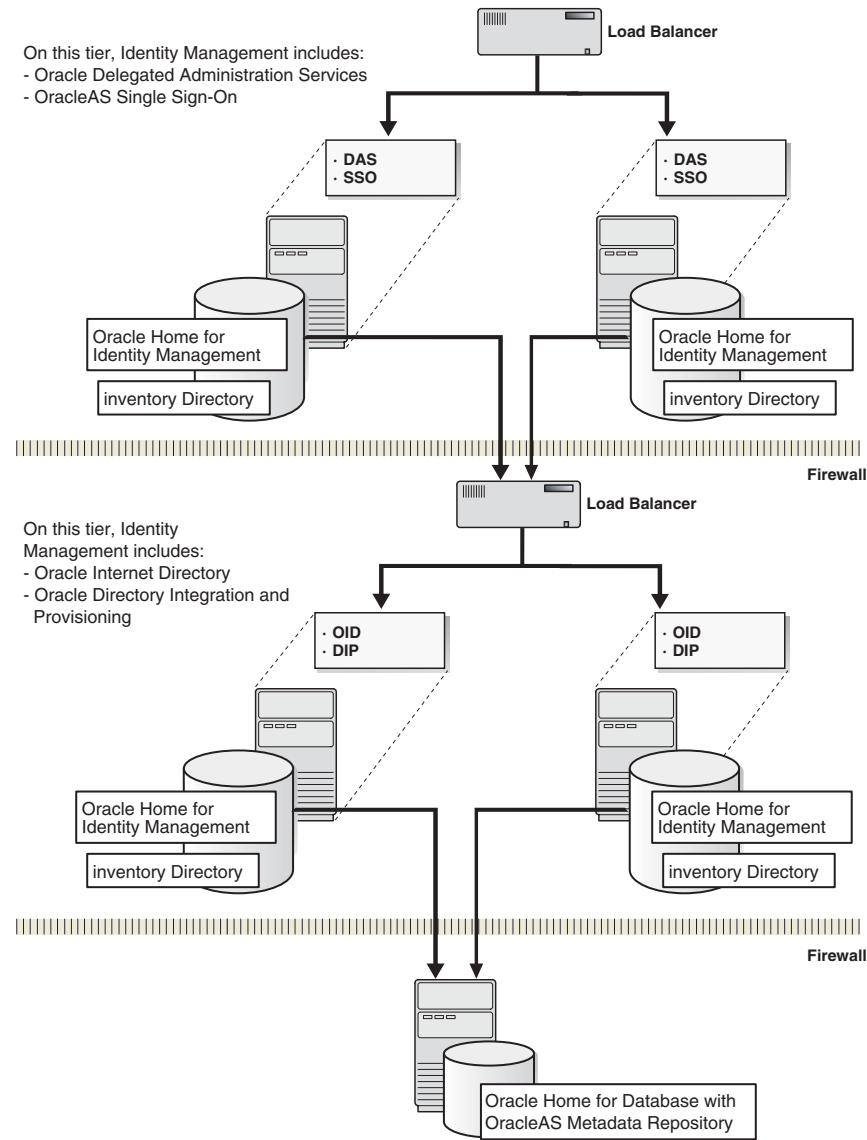 Load Balancer
On this tier, Identity Management includes:
- Oracle Delegated Administration Services
- OracleAS Single Sign-On
· DAS
· SSO
· DAS
· SSO
Oracle Home for
Identity Management
inventory Directory
Oracle Home for
Identity Management
inventory Directory
Firewall
Load Balancer
On this tier, Identity
Management includes:
- Oracle Internet Directory
- Oracle Directory Integration and
Provisioning
· OID
· DIP
· OID
· DIP
Oracle Home for
Identity Management
inventory Directory
Oracle Home for
Identity Management
inventory Directory
Firewall
Oracle Home for Database with
OracleAS Metadata Repository